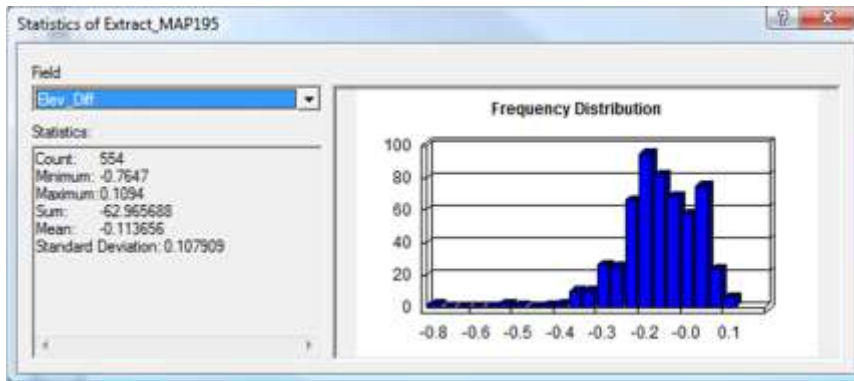 Statistics of Extract_MAP195
Field
Elev_Diff
Statistics:
Count: 554
Minimum: -0.7647
Maximum: 0.1094
Sum: -62.965688
Mean: -0.113656
Standard Deviation: 0.107909
Frequency Distribution
100
80
60
40
20
0
-0.8 -0.6 -0.5 -0.4 -0.3 -0.2 -0.0 0.1